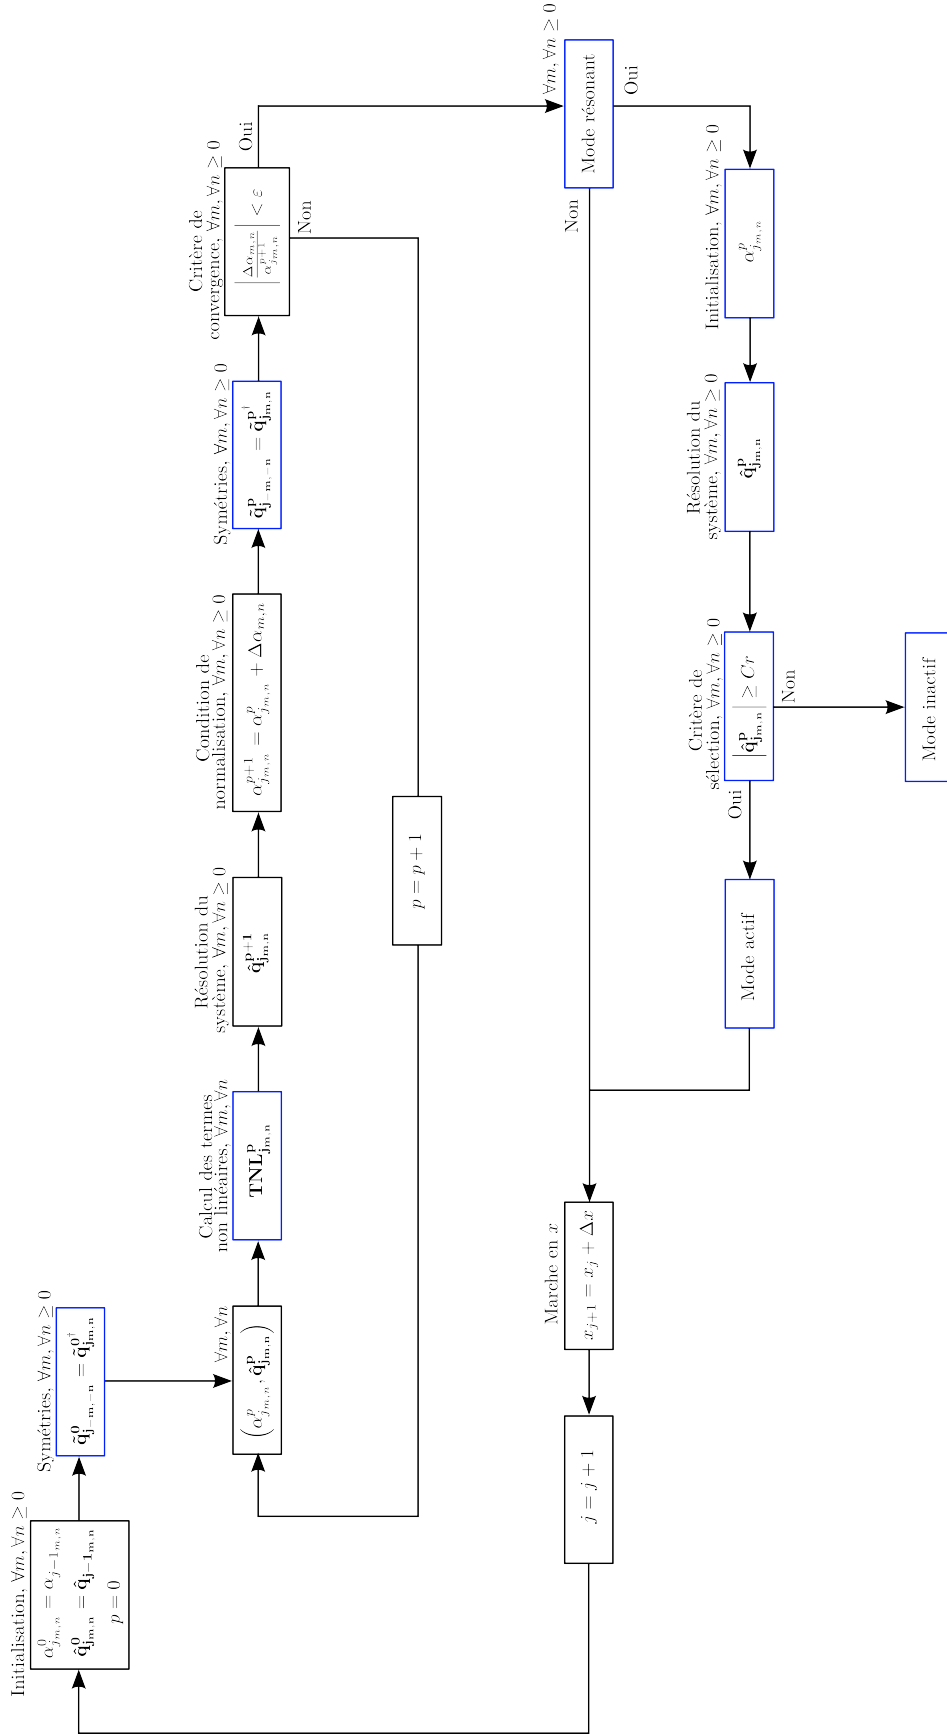 Initialisation, ∀m, ∀n ≥ 0
α^0_{j_{m,n}} = α_{j−1_{m,n}}
q̂^0_{j_{m,n}} = q̂_{j−1_{m,n}}
p = 0
Symétries, ∀m, ∀n ≥ 0
q̃^0_{j_{−m,−n}} = q̃^{0†}_{j_{m,n}}
∀m, ∀n
(α^p_{j_{m,n}}, q̂^p_{j_{m,n}})
Calcul des termes
non linéaires, ∀m, ∀n
TNL^p_{j_{m,n}}
Résolution du
système, ∀m, ∀n ≥ 0
q̂^{p+1}_{j_{m,n}}
Condition de
normalisation, ∀m, ∀n ≥ 0
α^{p+1}_{j_{m,n}} = α^p_{j_{m,n}} + Δα_{m,n}
Symétries, ∀m, ∀n ≥ 0
q̃^p_{j_{−m,−n}} = q̃^{p†}_{j_{m,n}}
Critère de
convergence, ∀m, ∀n ≥ 0
|Δα_{m,n} / α^{p+1}_{j_{m,n}}| < ε
Oui
Non
p = p + 1
∀m, ∀n ≥ 0
Mode résonant
Non
Oui
Initialisation, ∀m, ∀n ≥ 0
α^p_{j_{m,n}}
Résolution du
système, ∀m, ∀n ≥ 0
q̂^p_{j_{m,n}}
Critère de
sélection, ∀m, ∀n ≥ 0
|q̂^p_{j_{m,n}}| ≥ Cr
Oui
Non
Mode actif
Mode inactif
Marche en x
x_{j+1} = x_j + Δx
j = j + 1